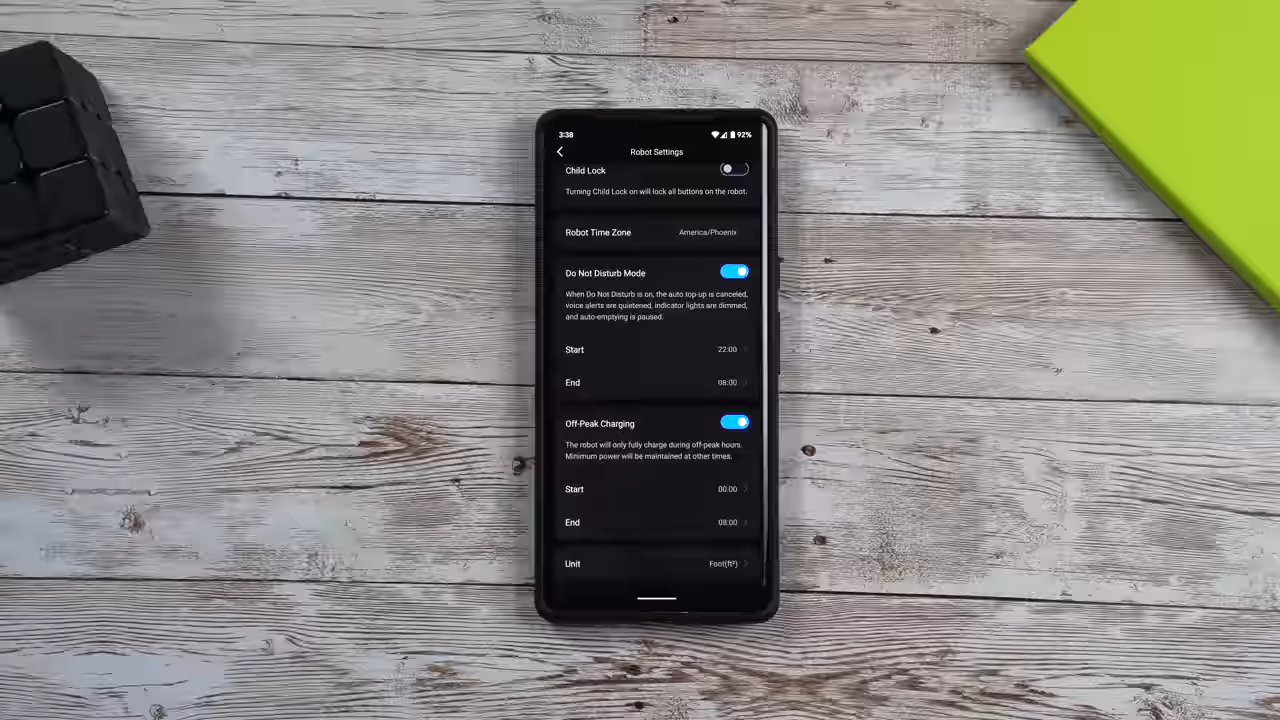 3:38 92%
Robot Settings
Child Lock
Turning Child Lock on will lock all buttons on the robot.
Robot Time Zone America/Phoenix
Do Not Disturb Mode
When Do Not Disturb is on, the auto top-up is canceled,
voice alerts are quietened, indicator lights are dimmed,
and auto-emptying is paused.
Start 22:00
End 08:00
Off-Peak Charging
The robot will only fully charge during off-peak hours.
Minimum power will be maintained at other times.
Start 00:00
End 08:00
Unit Foot(ft²)